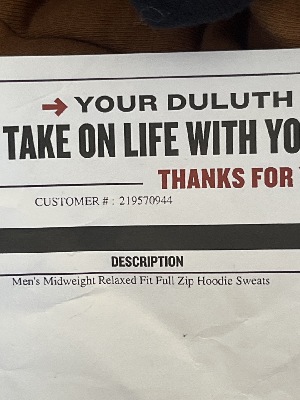 → YOUR DULUTH
TAKE ON LIFE WITH YO
THANKS FOR
CUSTOMER # : 219570944
DESCRIPTION
Men's Midweight Relaxed Fit Full Zip Hoodie Sweats